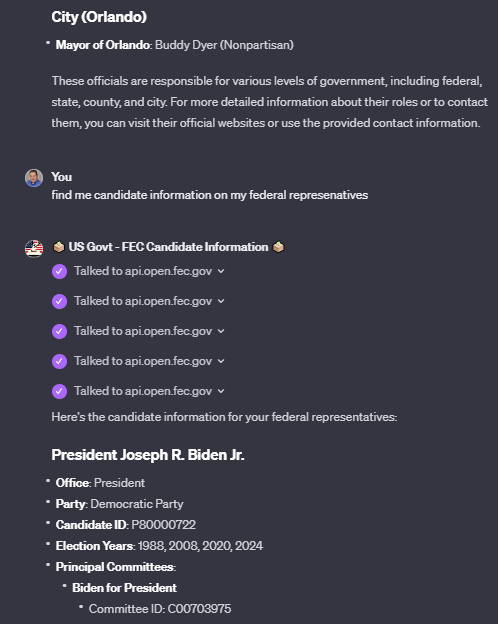 City (Orlando)
Mayor of Orlando: Buddy Dyer (Nonpartisan)
These officials are responsible for various levels of government, including federal,
state, county, and city. For more detailed information about their roles or to contact
them, you can visit their official websites or use the provided contact information.
You
find me candidate information on my federal represenatives
US Govt - FEC Candidate Information
Talked to api.open.fec.gov
Talked to api.open.fec.gov
Talked to api.open.fec.gov
Talked to api.open.fec.gov
Talked to api.open.fec.gov
Here's the candidate information for your federal representatives:
President Joseph R. Biden Jr.
Office: President
Party: Democratic Party
Candidate ID: P80000722
Election Years: 1988, 2008, 2020, 2024
Principal Committees:
Biden for President
Committee ID: C00703975